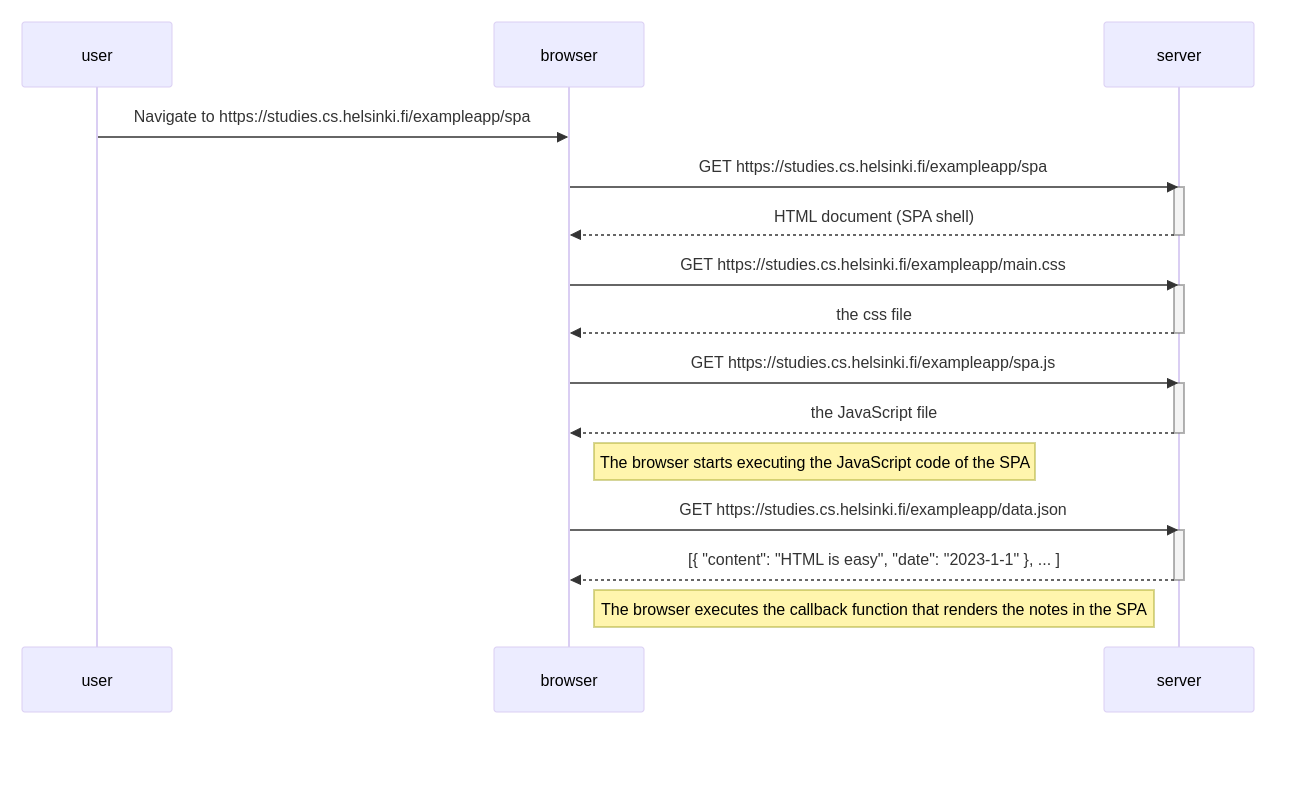 user
browser
server
Navigate to https://studies.cs.helsinki.fi/exampleapp/spa
GET https://studies.cs.helsinki.fi/exampleapp/spa
HTML document (SPA shell)
GET https://studies.cs.helsinki.fi/exampleapp/main.css
the css file
GET https://studies.cs.helsinki.fi/exampleapp/spa.js
the JavaScript file
The browser starts executing the JavaScript code of the SPA
GET https://studies.cs.helsinki.fi/exampleapp/data.json
[{ "content": "HTML is easy", "date": "2023-1-1" }, ... ]
The browser executes the callback function that renders the notes in the SPA
user
browser
server